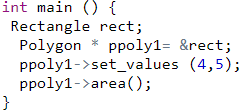 int main () {
Rectangle rect;
Polygon * ppoly1= &rect;
ppoly1->set_values (4,5);
ppoly1->area();
}